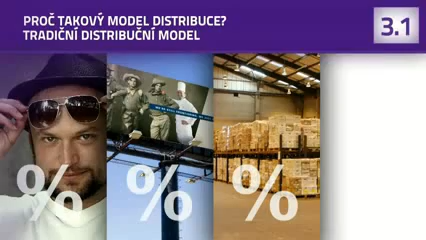 PROČ TAKOVÝ MODEL DISTRIBUCE?
TRADIČNÍ DISTRIBUČNÍ MODEL
3.1
% % %